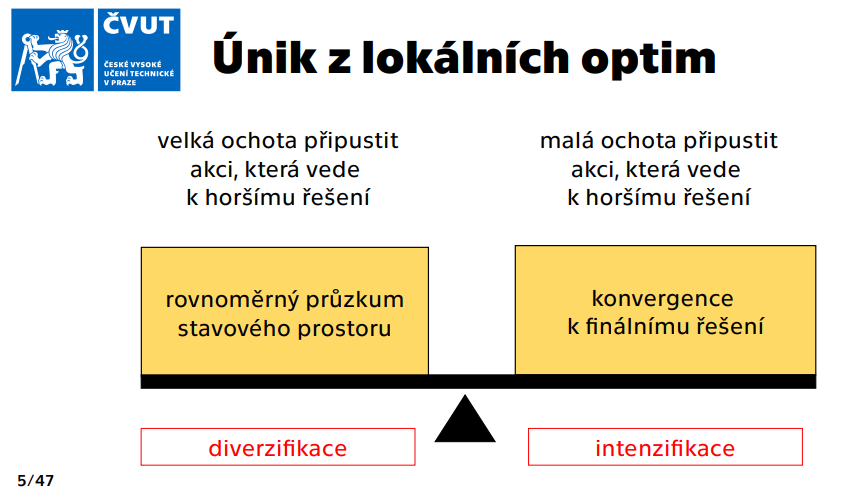 ČVUT
ČESKÉ VYSOKÉ
UČENÍ TECHNICKÉ
V PRAZE
Únik z lokálních optim
velká ochota připustit
akci, která vede
k horšímu řešení
malá ochota připustit
akci, která vede
k horšímu řešení
rovnoměrný průzkum
stavového prostoru
konvergence
k finálnímu řešení
diverzifikace
intenzifikace
5/47